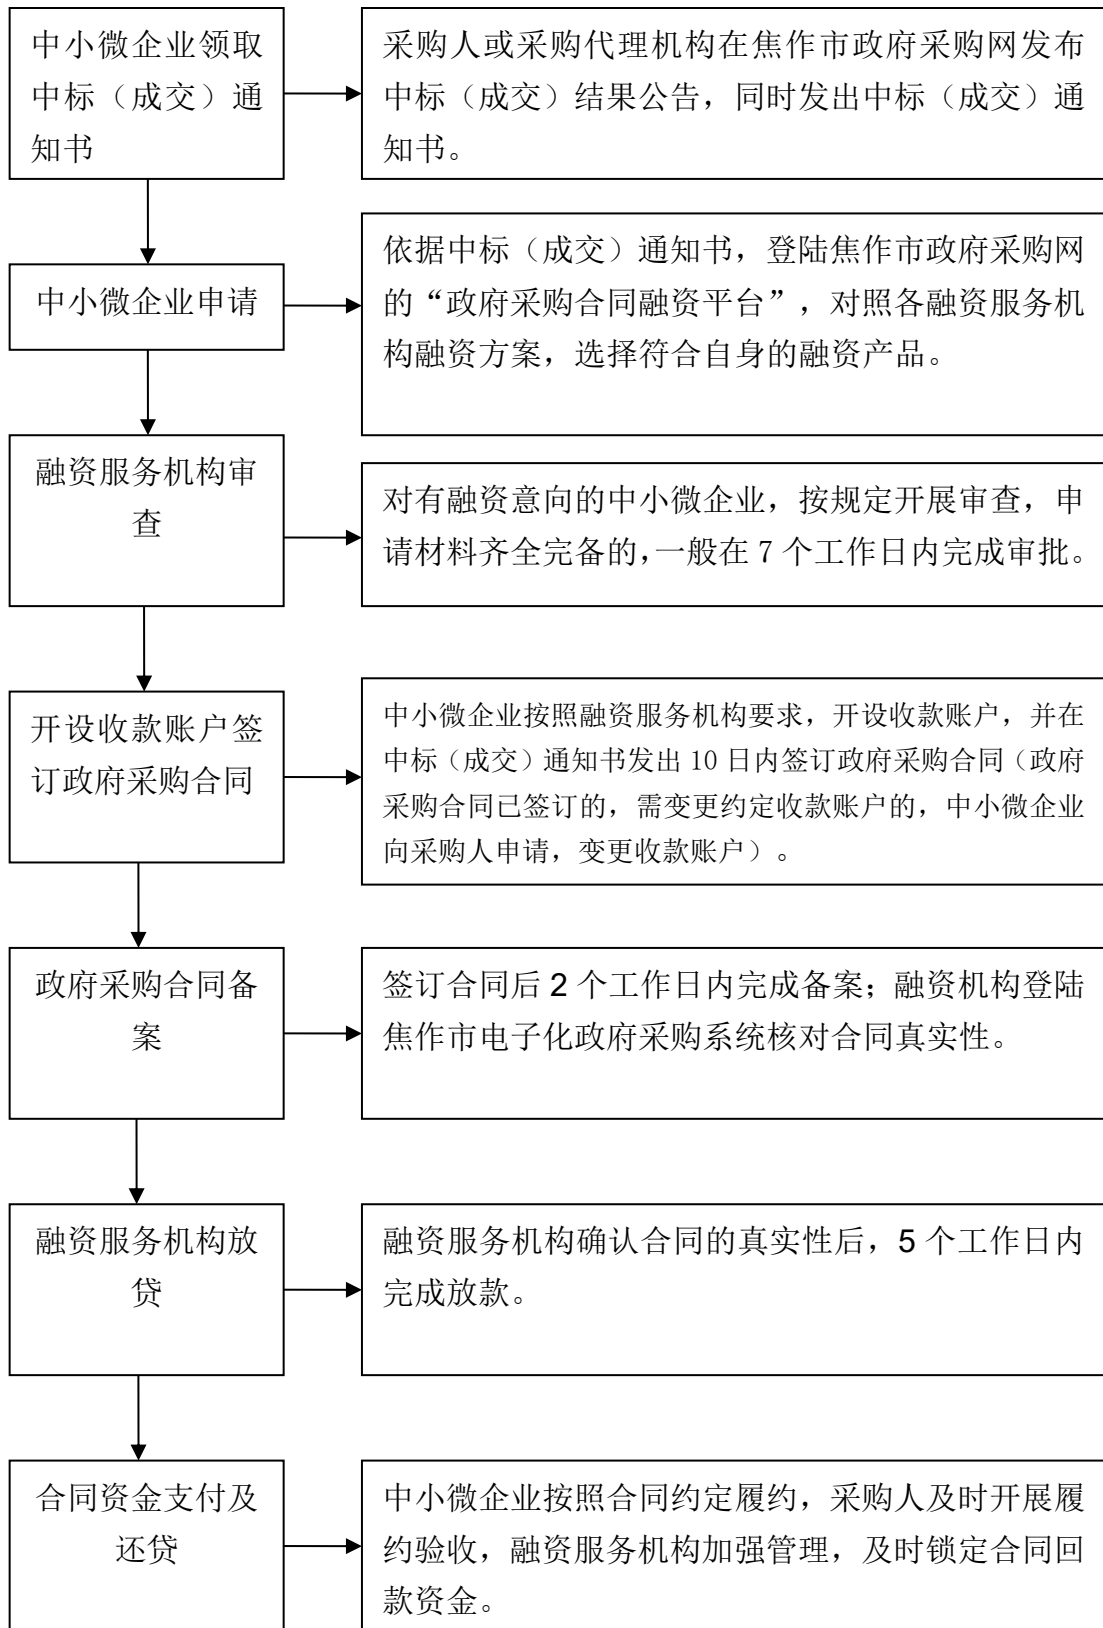 中小微企业领取
中标（成交）通
知书
采购人或采购代理机构在焦作市政府采购网发布
中标（成交）结果公告，同时发出中标（成交）通
知书。
中小微企业申请
依据中标（成交）通知书，登陆焦作市政府采购网
的“政府采购合同融资平台”，对照各融资服务机
构融资方案，选择符合自身的融资产品。
融资服务机构审
查
对有融资意向的中小微企业，按规定开展审查，申
请材料齐全完备的，一般在 7 个工作日内完成审批。
开设收款账户签
订政府采购合同
中小微企业按照融资服务机构要求，开设收款账户，并在
中标（成交）通知书发出 10 日内签订政府采购合同（政府
采购合同已签订的，需变更约定收款账户的，中小微企业
向采购人申请，变更收款账户）。
政府采购合同备
案
签订合同后 2 个工作日内完成备案；融资机构登陆
焦作市电子化政府采购系统核对合同真实性。
融资服务机构放
贷
融资服务机构确认合同的真实性后，5 个工作日内
完成放款。
合同资金支付及
还贷
中小微企业按照合同约定履约，采购人及时开展履
约验收，融资服务机构加强管理，及时锁定合同回
款资金。